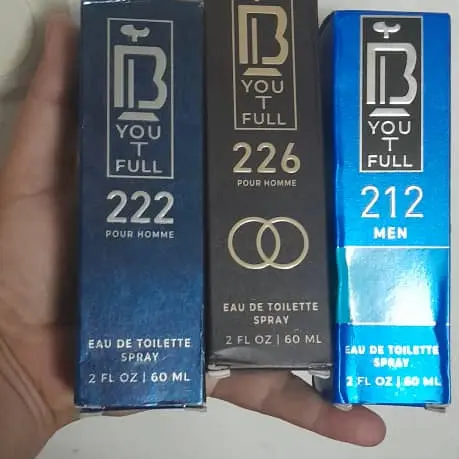 B
YOU
T
FULL
222
POUR HOMME
EAU DE TOILETTE
SPRAY
2 FL OZ | 60 ML
B
YOU
T
FULL
226
POUR HOMME
EAU DE TOILETTE
SPRAY
2 FL OZ | 60 ML
B
YOU
T
FULL
212
MEN
EAU DE TOILETTE
SPRAY
2 FL OZ | 60 ML